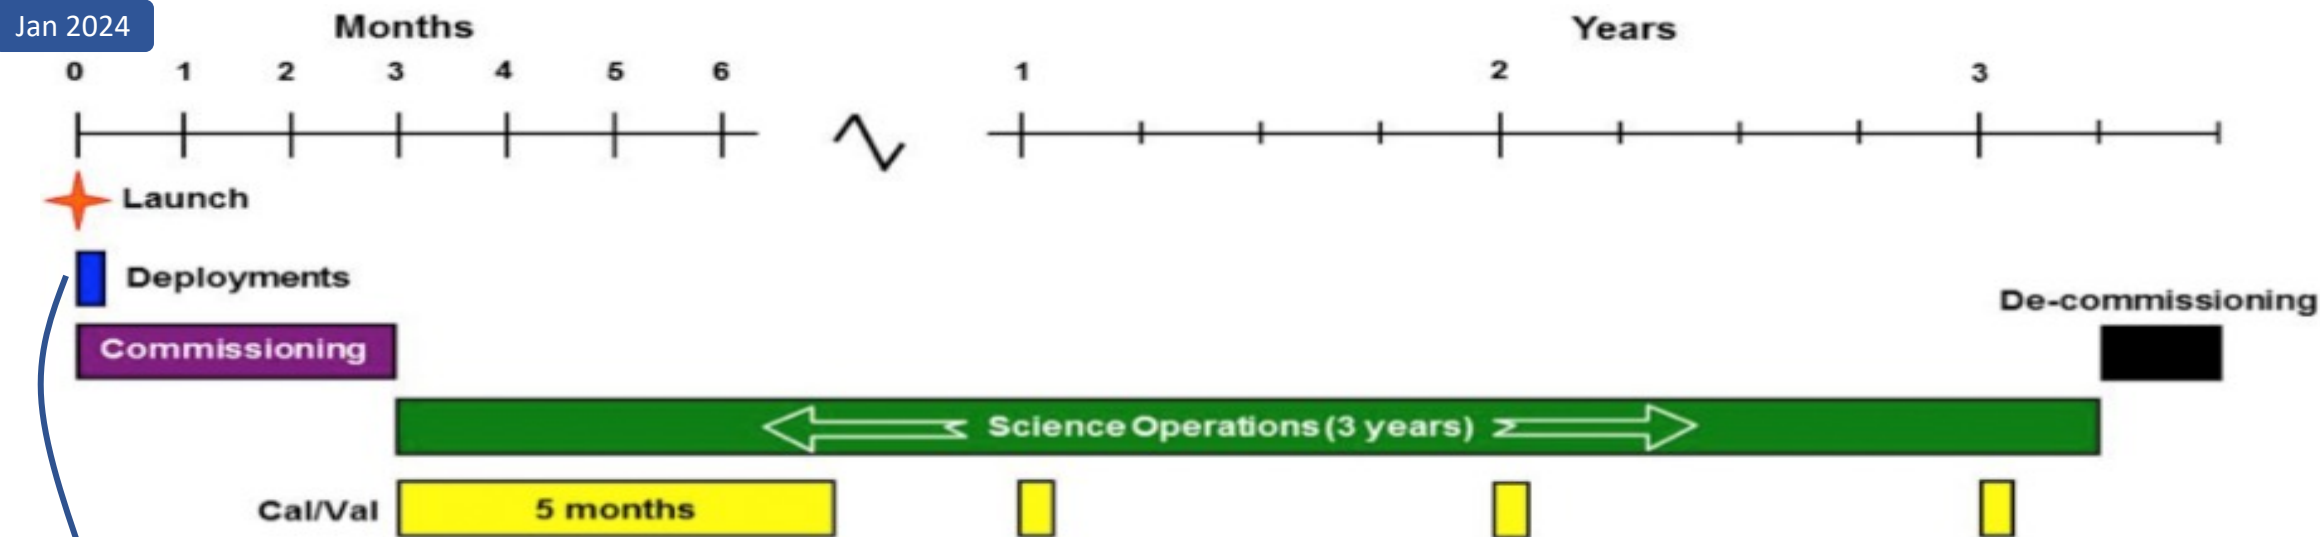 Jan 2024
Months
Years
0 1 2 3 4 5 6 1 2 3
Launch
Deployments
De-commissioning
Commissioning
Science Operations (3 years)
Cal/Val
5 months